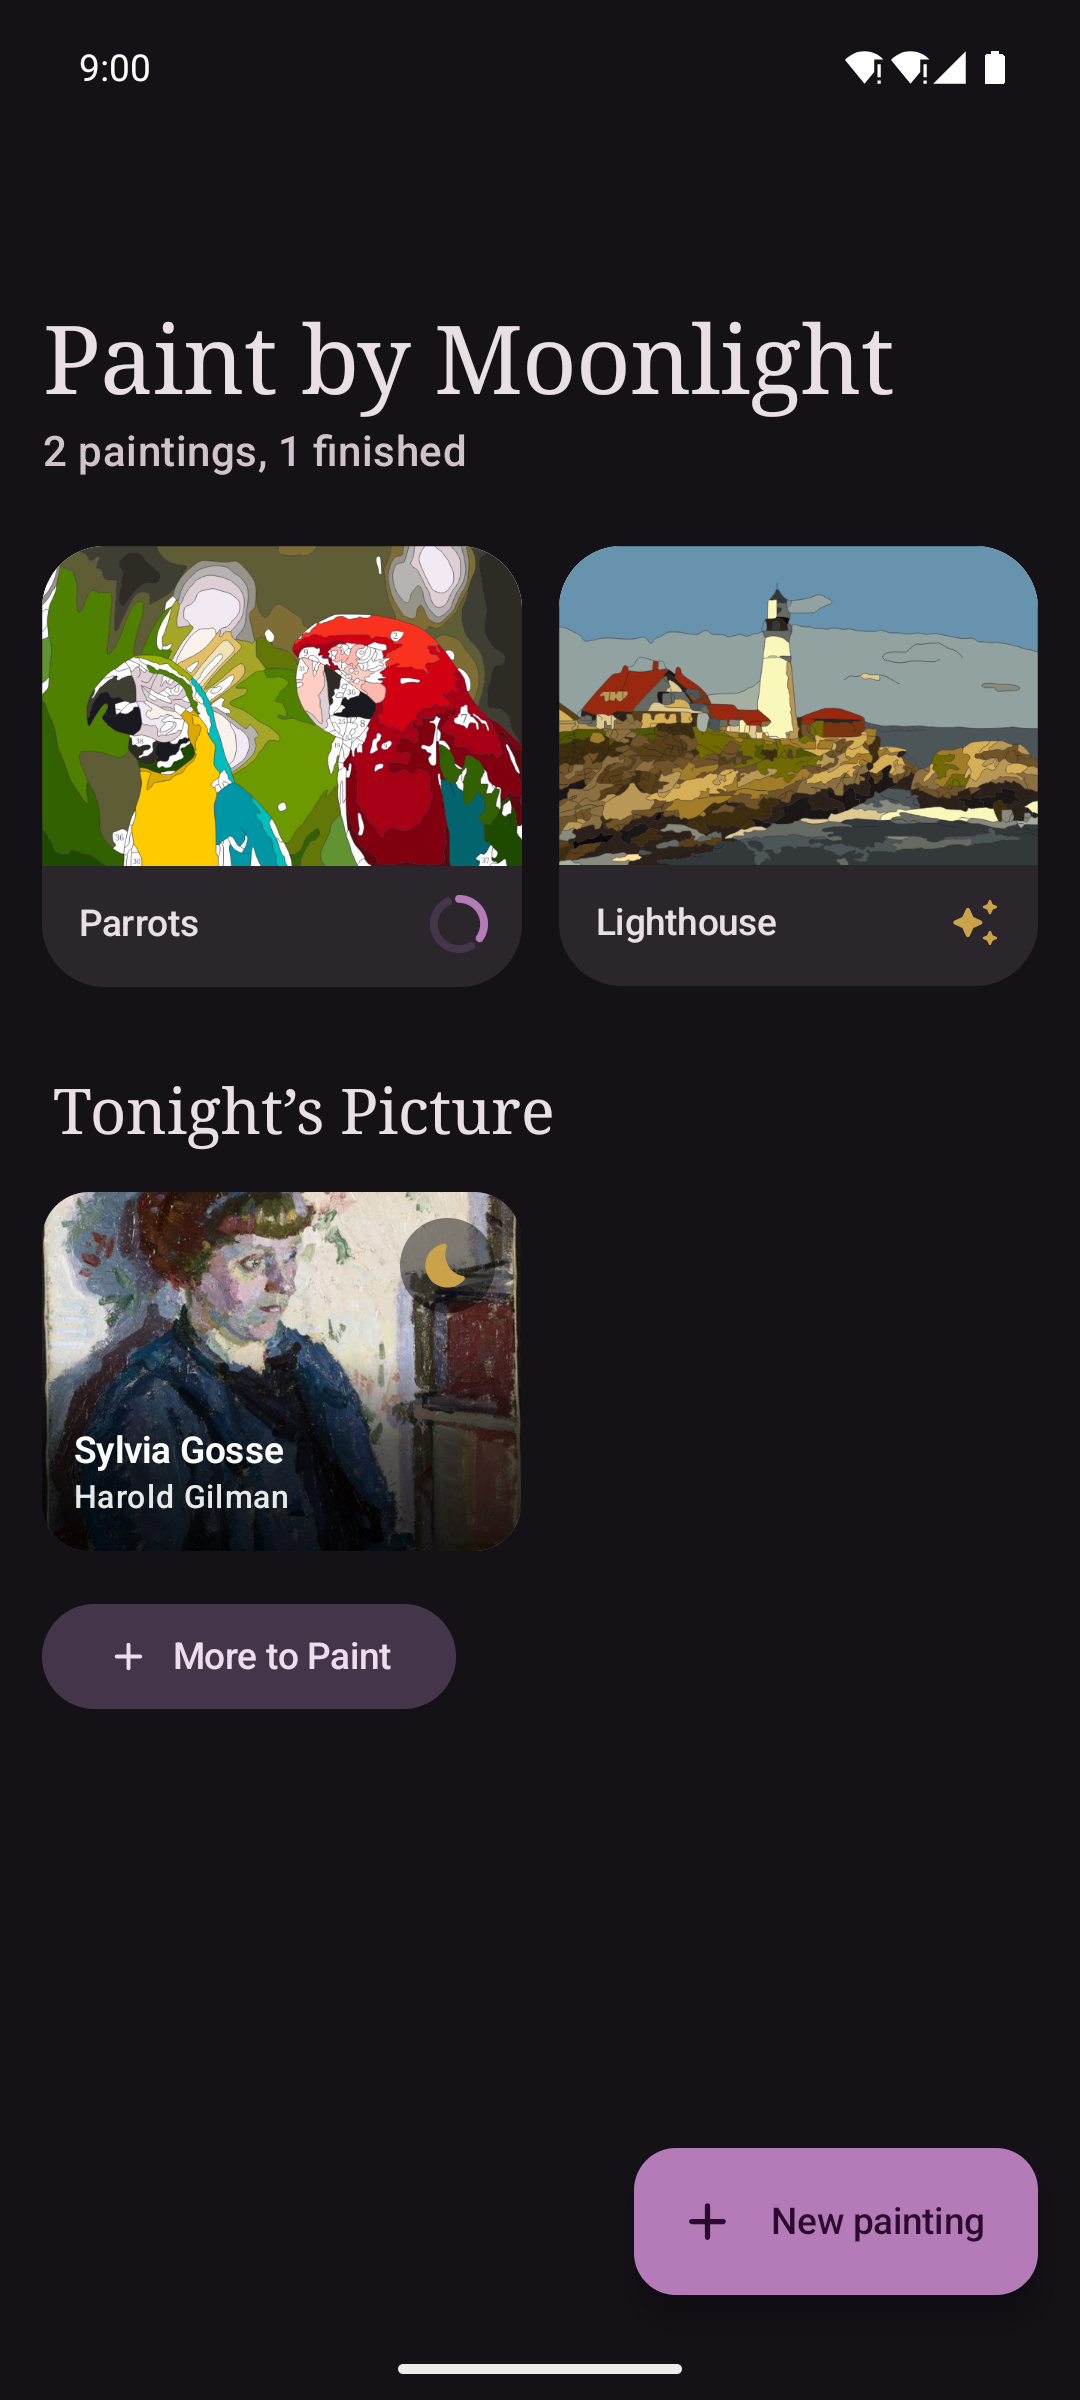 9:00
Paint by Moonlight
2 paintings, 1 finished
Parrots
Lighthouse
Tonight’s Picture
Sylvia Gosse
Harold Gilman
More to Paint
New painting